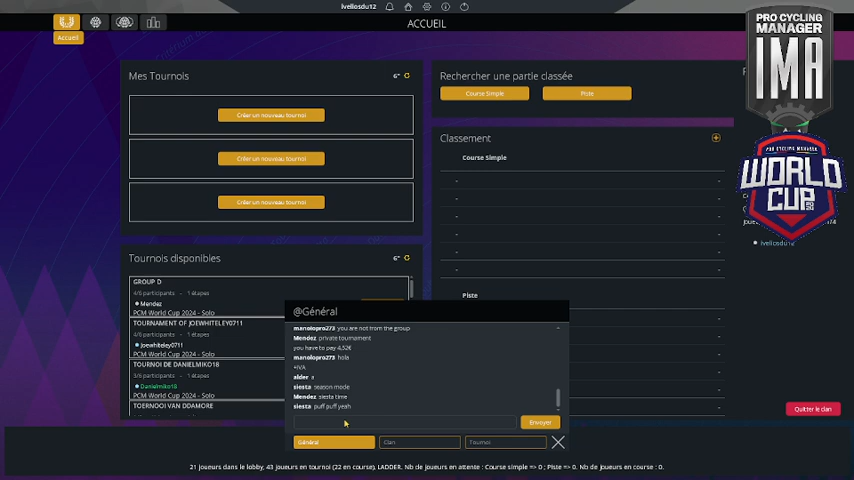 lvellosdu12
ACCUEIL
Accueil
Mes Tournois
6"
Créer un nouveau tournoi
Créer un nouveau tournoi
Créer un nouveau tournoi
Rechercher une partie classée
Course Simple
Piste
Classement
Course Simple
Piste
PRO CYCLING
MANAGER
IMA
PRO CYCLING MANAGER
WORLD
CUP
Tournois disponibles
6"
GROUP D
4/6 participants - 1 étapes
Mendez
PCM World Cup 2024 - Solo
TOURNAMENT OF JOEWHITELEY0711
6/6 participants - 1 étapes
Joewhiteley0711
PCM World Cup 2024 - Solo
TOURNOI DE DANIELMIKO18
5/6 participants - 1 étapes
Danielmiko18
PCM World Cup 2024 - Solo
TOERNOOI VAN DDAMORE
@Général
manolopro273 you are not from the group
Mendez private tournament
you have to pay 4,52€
manolopro273 hola
+IVA
alder a
siesta season mode
Mendez siesta time
siesta puff puff yeah
Envoyer
Général
Clan
Tournoi
Quitter le clan
21 joueurs dans le lobby, 43 joueurs en tournoi (22 en course), LADDER. Nb de joueurs en attente : Course simple => 0 ; Piste => 0. Nb de joueurs en course : 0.